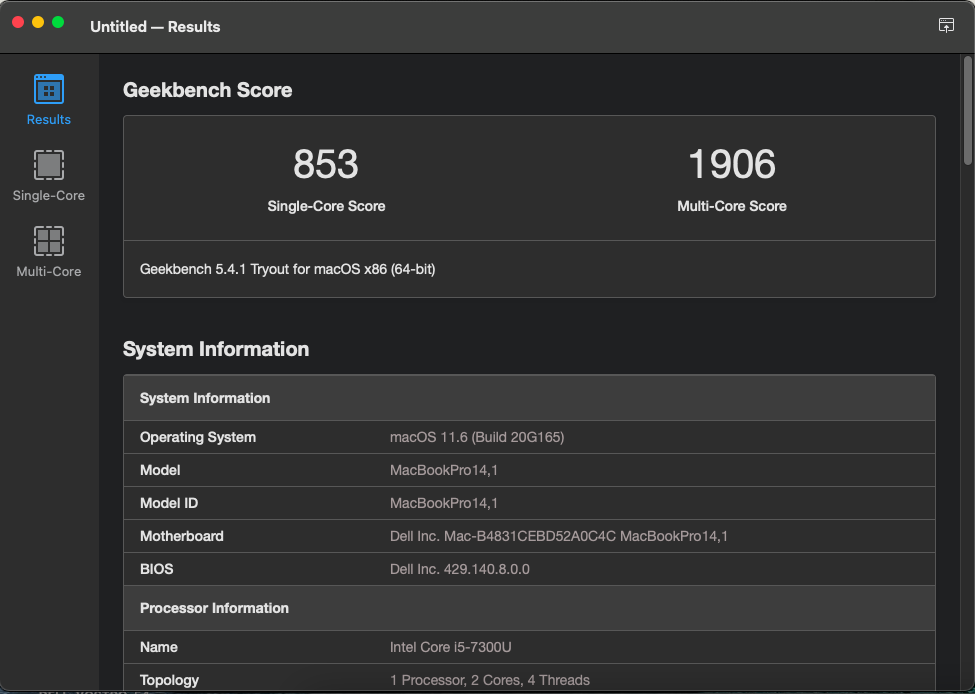 Untitled — Results
Results
Single-Core
Multi-Core
Geekbench Score
853
Single-Core Score
1906
Multi-Core Score
Geekbench 5.4.1 Tryout for macOS x86 (64-bit)
System Information
System Information
Operating System macOS 11.6 (Build 20G165)
Model MacBookPro14,1
Model ID MacBookPro14,1
Motherboard Dell Inc. Mac-B4831CEBD52A0C4C MacBookPro14,1
BIOS Dell Inc. 429.140.8.0.0
Processor Information
Name Intel Core i5-7300U
Topology 1 Processor, 2 Cores, 4 Threads